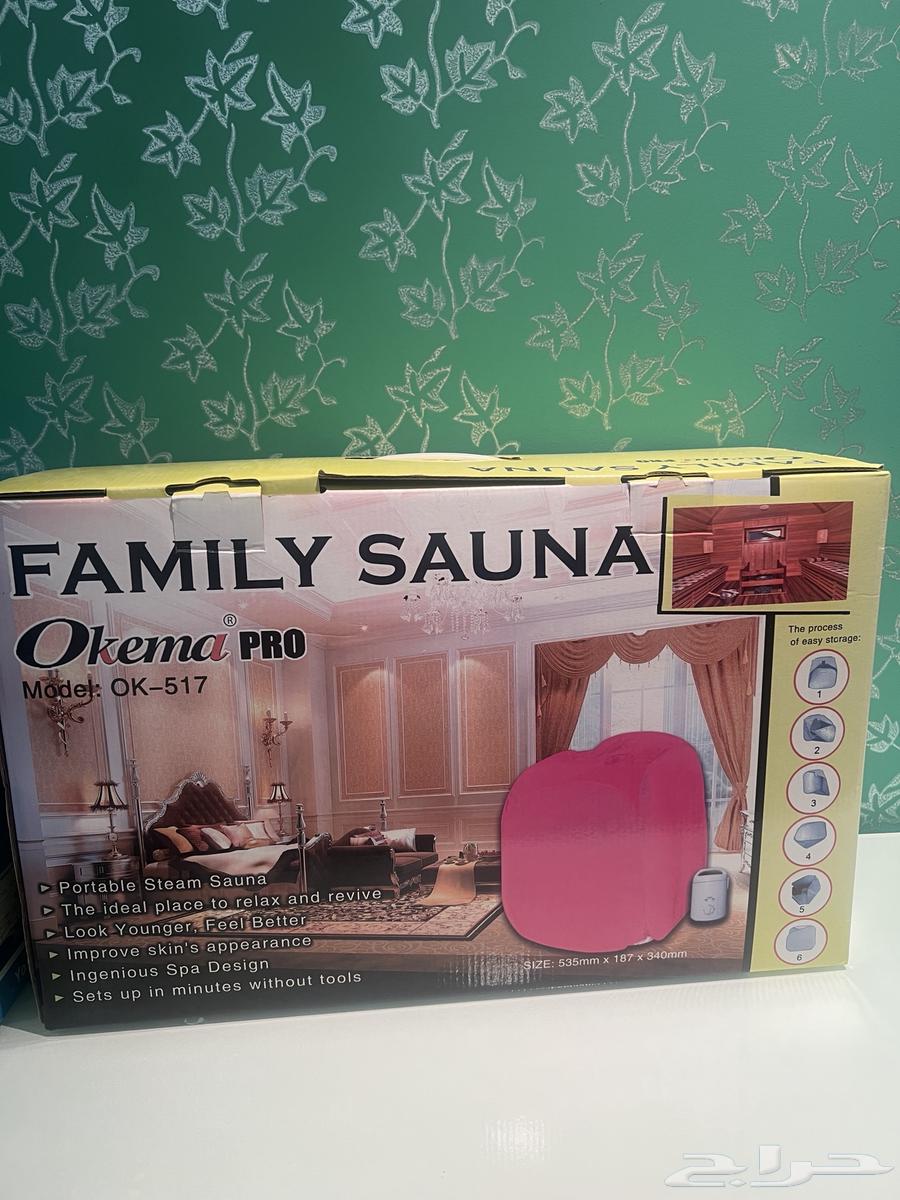 FAMILY SAUNA
FAMILY SAUNA
Okema® PRO
Model: OK-517
The process
of easy storage:
1
2
3
4
5
6
▶ Portable Steam Sauna
▶ The ideal place to relax and revive
▶ Look Younger, Feel Better
▶ Improve skin's appearance
▶ Ingenious Spa Design
▶ Sets up in minutes without tools
SIZE: 535mm x 187 x 340mm
حراج